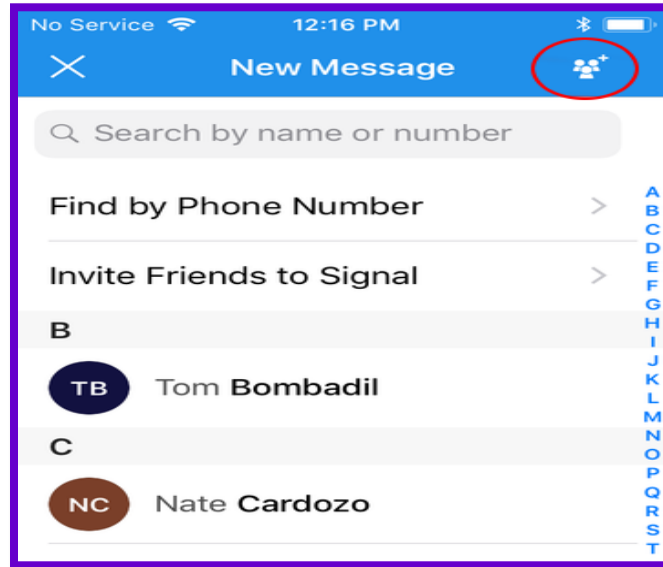 No Service 12:16 PM
New Message
Search by name or number
Find by Phone Number
Invite Friends to Signal
B
TB Tom Bombadil
C
NC Nate Cardozo
A
B
C
D
E
F
G
H
I
J
K
L
M
N
O
P
Q
R
S
T